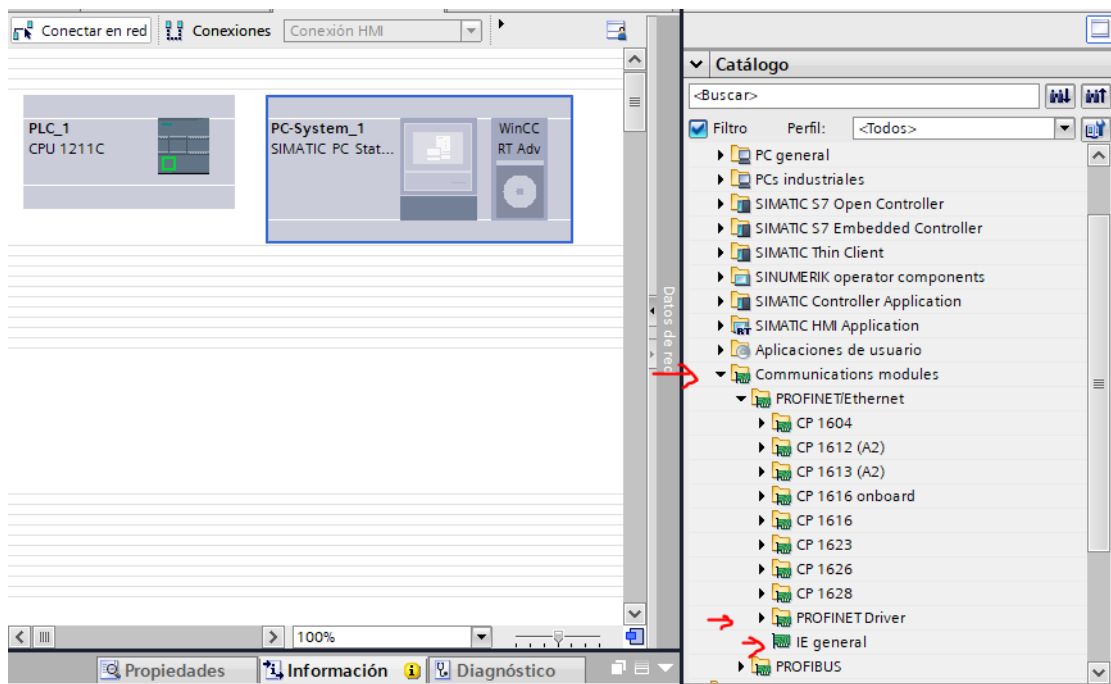 Conectar en red
Conexiones
Conexión HMI
PLC_1
CPU 1211C
PC-System_1
SIMATIC PC Stat...
WinCC
RT Adv
100%
Propiedades
Información
Diagnóstico
Datos de red
Catálogo
<Buscar>
Filtro
Perfil:
<Todos>
PC general
PCs industriales
SIMATIC S7 Open Controller
SIMATIC S7 Embedded Controller
SIMATIC Thin Client
SINUMERIK operator components
SIMATIC Controller Application
SIMATIC HMI Application
Aplicaciones de usuario
Communications modules
PROFINET/Ethernet
CP 1604
CP 1612 (A2)
CP 1613 (A2)
CP 1616 onboard
CP 1616
CP 1623
CP 1626
CP 1628
PROFINET Driver
IE general
PROFIBUS